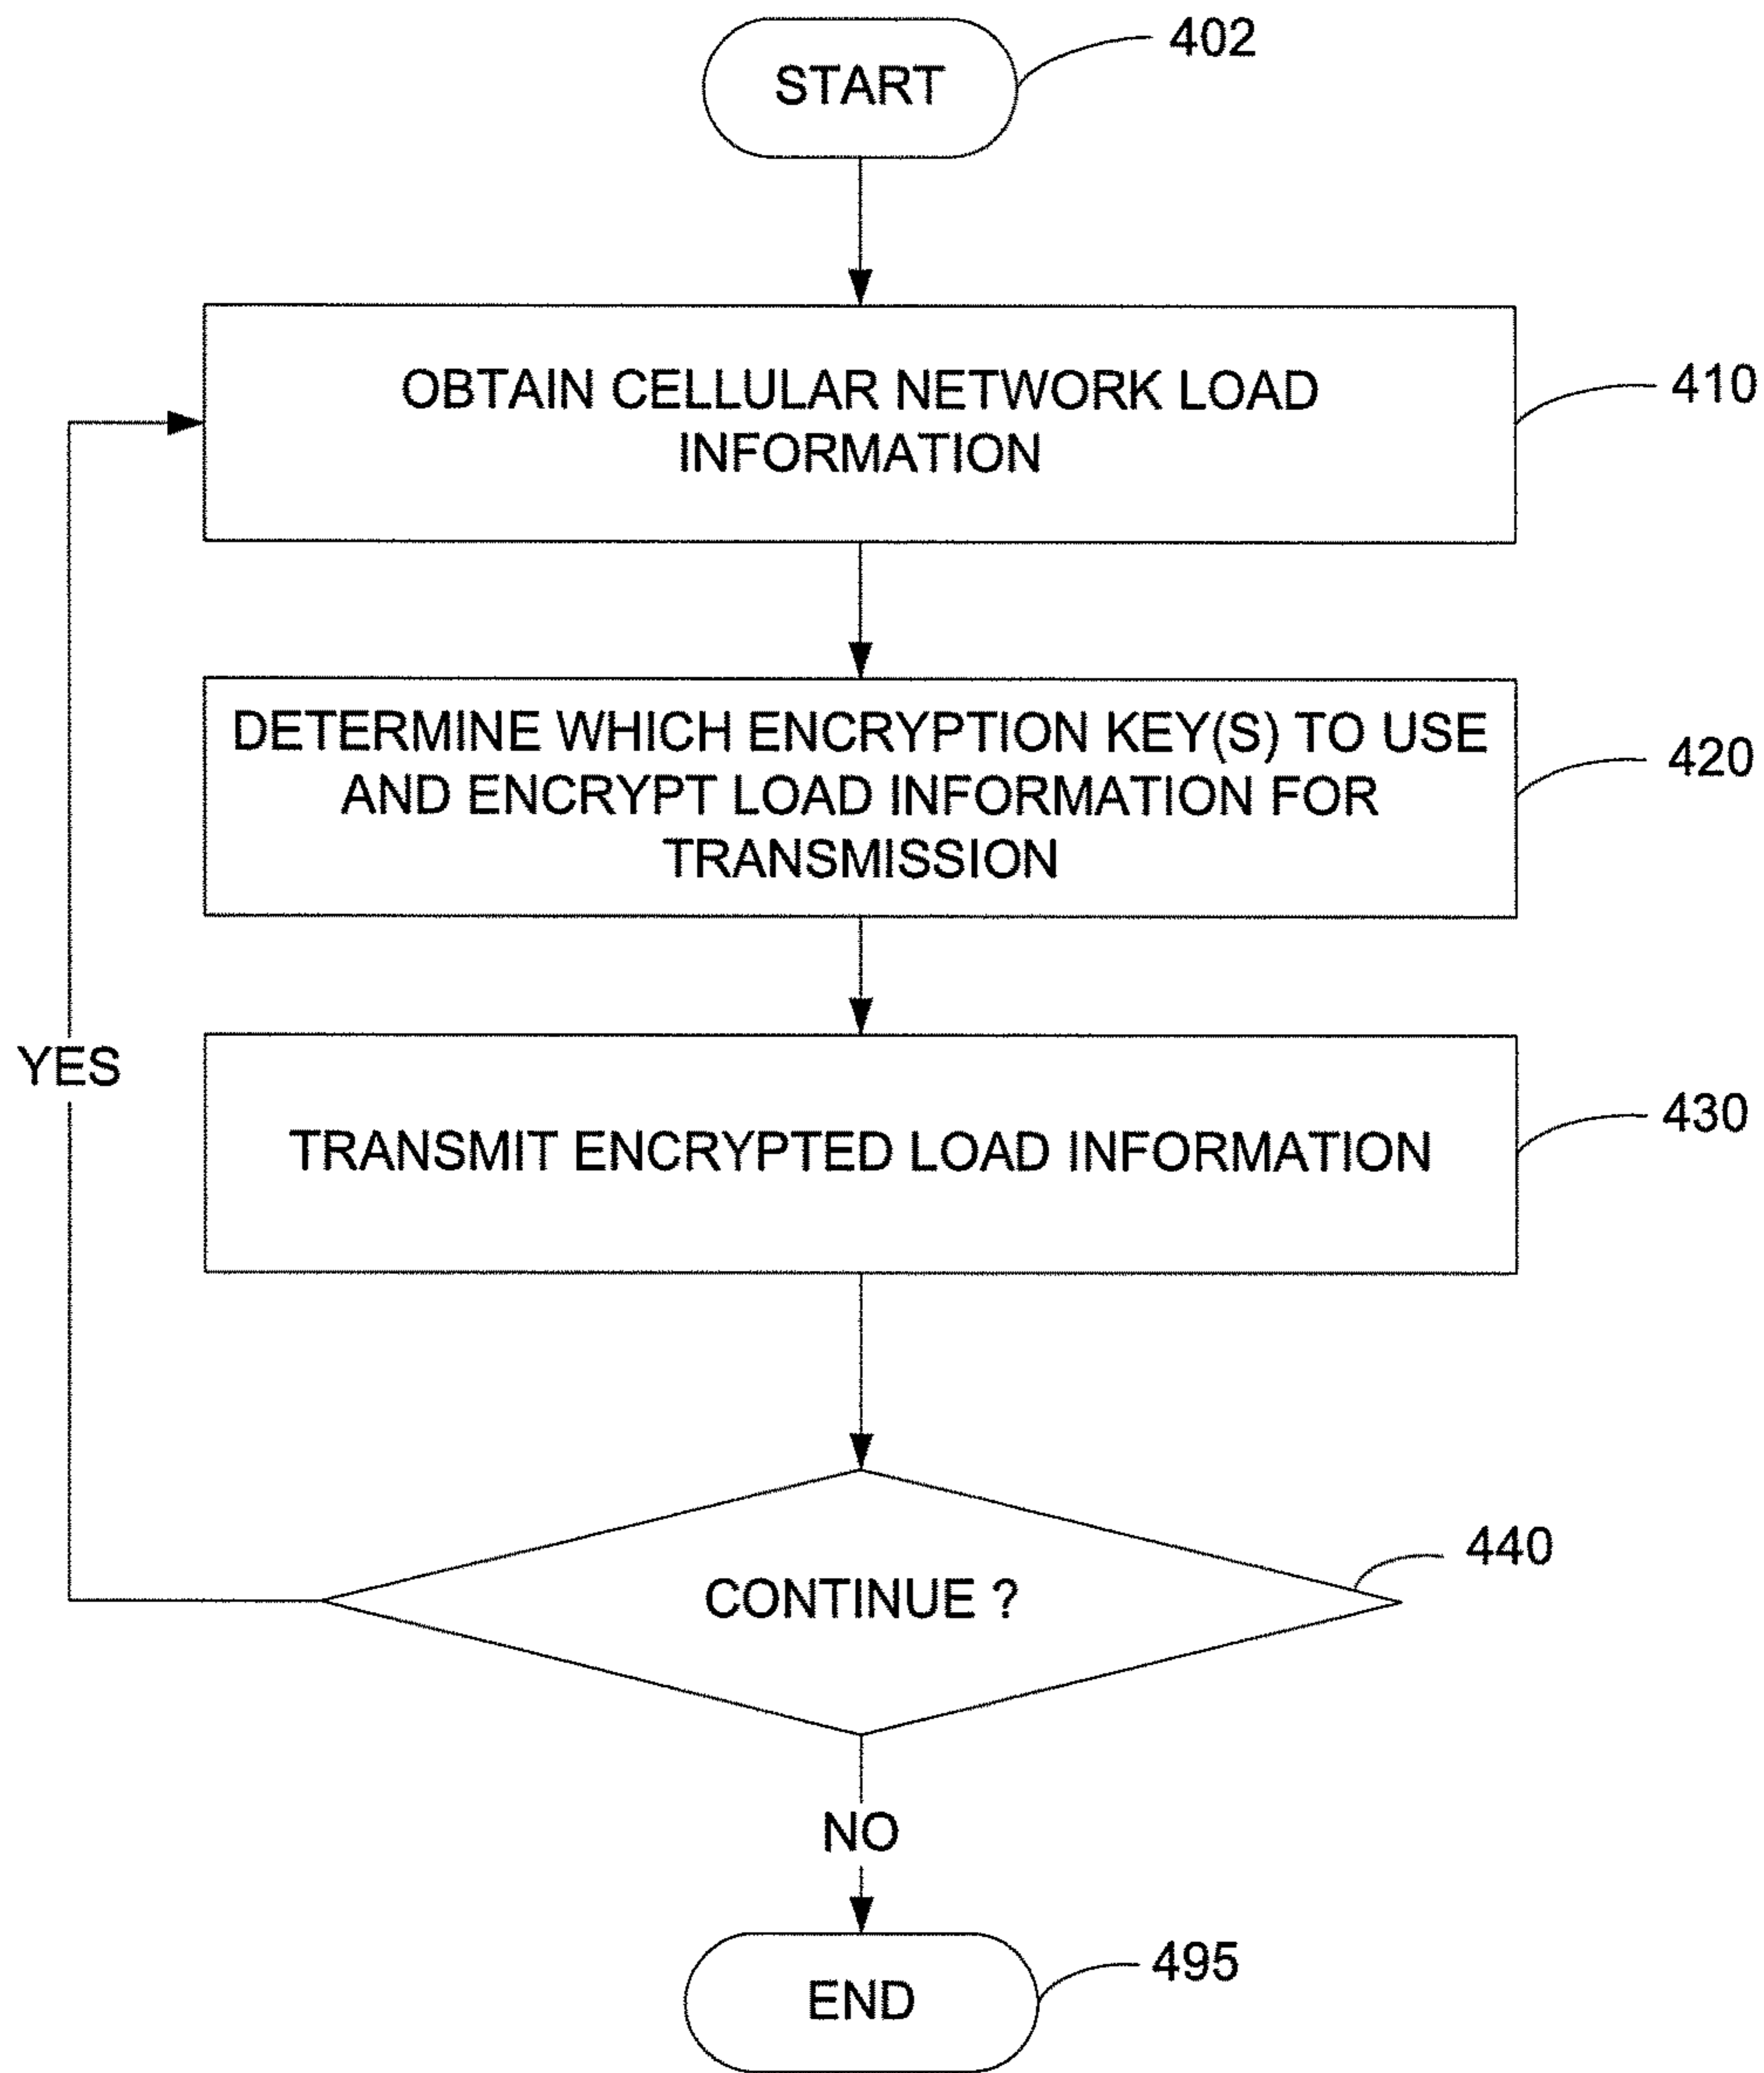 START
402
OBTAIN CELLULAR NETWORK LOAD
INFORMATION
410
DETERMINE WHICH ENCRYPTION KEY(S) TO USE
AND ENCRYPT LOAD INFORMATION FOR
TRANSMISSION
420
YES
TRANSMIT ENCRYPTED LOAD INFORMATION
430
CONTINUE ?
440
NO
END
495